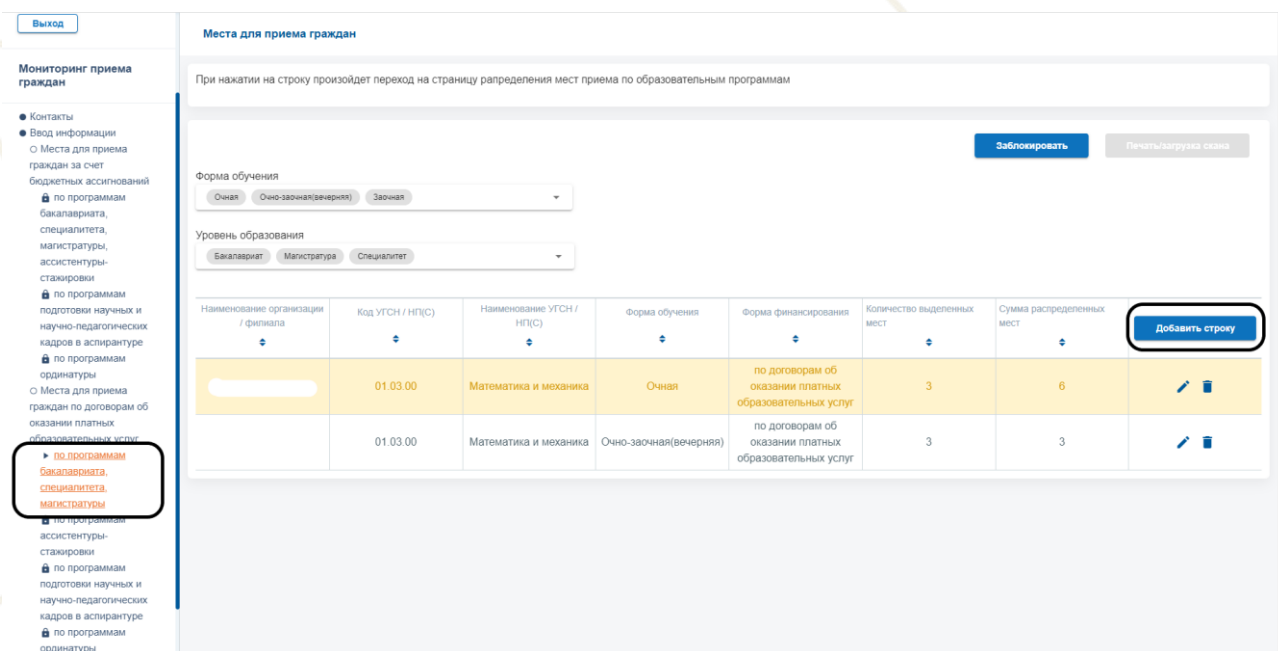 Выход
Мониторинг приема
граждан
● Контакты
● Ввод информации
○ Места для приема
граждан за счет
бюджетных ассигнований
по программам
бакалавриата,
специалитета,
магистратуры,
ассистентуры-
стажировки
по программам
подготовки научных и
научно-педагогических
кадров в аспирантуре
по программам
ординатуры
○ Места для приема
граждан по договорам об
оказании платных
образовательных услуг
по программам
бакалавриата,
специалитета,
магистратуры
по программам
ассистентуры-
стажировки
по программам
подготовки научных и
научно-педагогических
кадров в аспирантуре
по программам
ординатуры
Места для приема граждан
При нажатии на строку произойдет переход на страницу рапределения мест приема по образовательным программам
Заблокировать Печать/загрузка скана
Форма обучения
Очная Очно-заочная(вечерняя) Заочная
Уровень образования
Бакалавриат Магистратура Специалитет
Наименование организации / филиала Код УГСН / НП(С) Наименование УГСН / НП(С) Форма обучения Форма финансирования Количество выделенных мест Сумма распределенных мест Добавить строку
01.03.00 Математика и механика Очная по договорам об оказании платных образовательных услуг 3 6
01.03.00 Математика и механика Очно-заочная(вечерняя) по договорам об оказании платных образовательных услуг 3 3